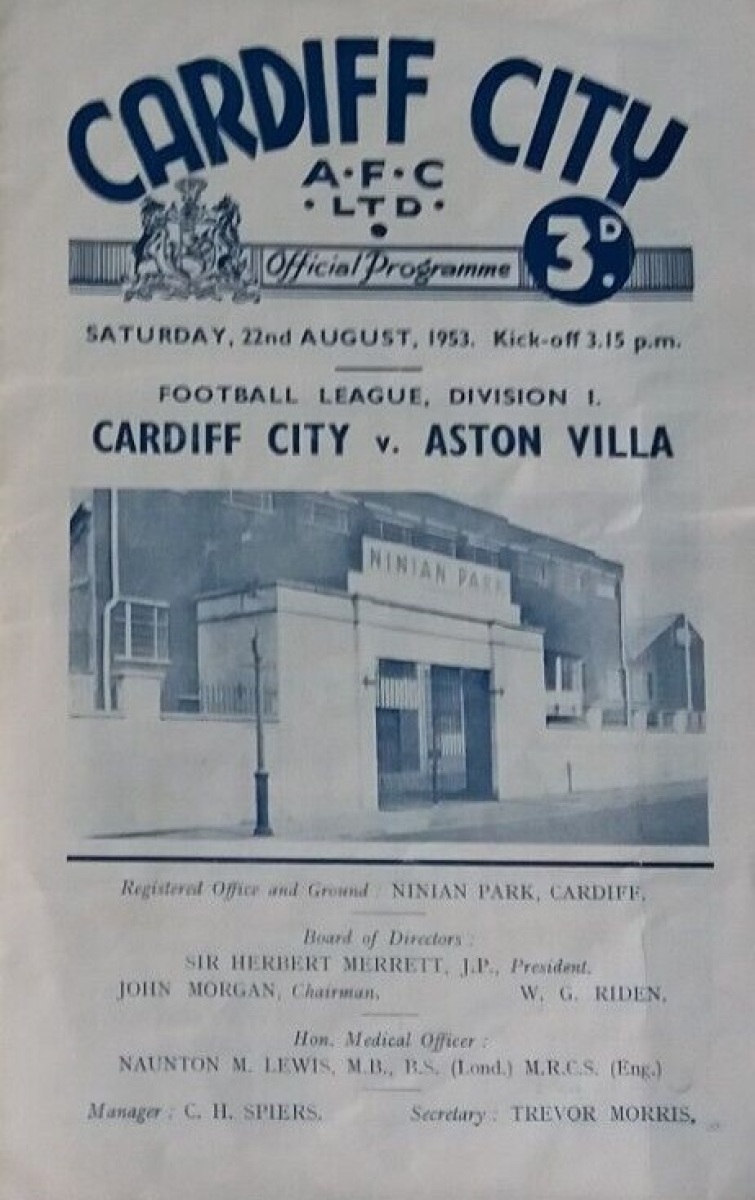 CARDIFF CITY
A·F·C
·LTD·
Official Programme
3D.
SATURDAY, 22nd AUGUST, 1953. Kick-off 3.15 p.m.
FOOTBALL LEAGUE, DIVISION I.
CARDIFF CITY v. ASTON VILLA
NINIAN PARK
Registered Office and Ground : NINIAN PARK, CARDIFF.
Board of Directors :
SIR HERBERT MERRETT, J.P., President.
JOHN MORGAN, Chairman. W. G. RIDEN.
Hon. Medical Officer :
NAUNTON M. LEWIS, M.B., B.S. (Lond.) M.R.C.S. (Eng.)
Manager : C. H. SPIERS. Secretary : TREVOR MORRIS.